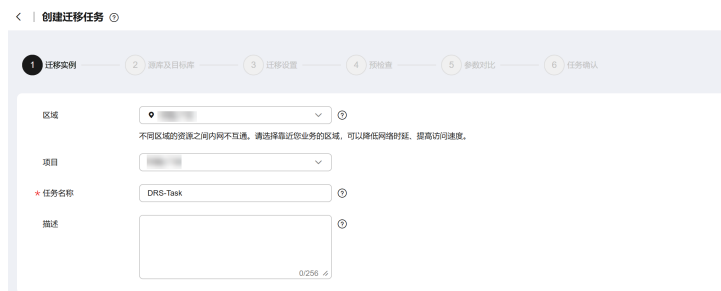 创建迁移任务
1 迁移实例 2 源库及目标库 3 迁移设置 4 预检查 5 参数对比 6 任务确认
区域
不同区域的资源之间内网不互通。请选择靠近您业务的区域，可以降低网络时延、提高访问速度。
项目
* 任务名称 DRS-Task
描述
0/256